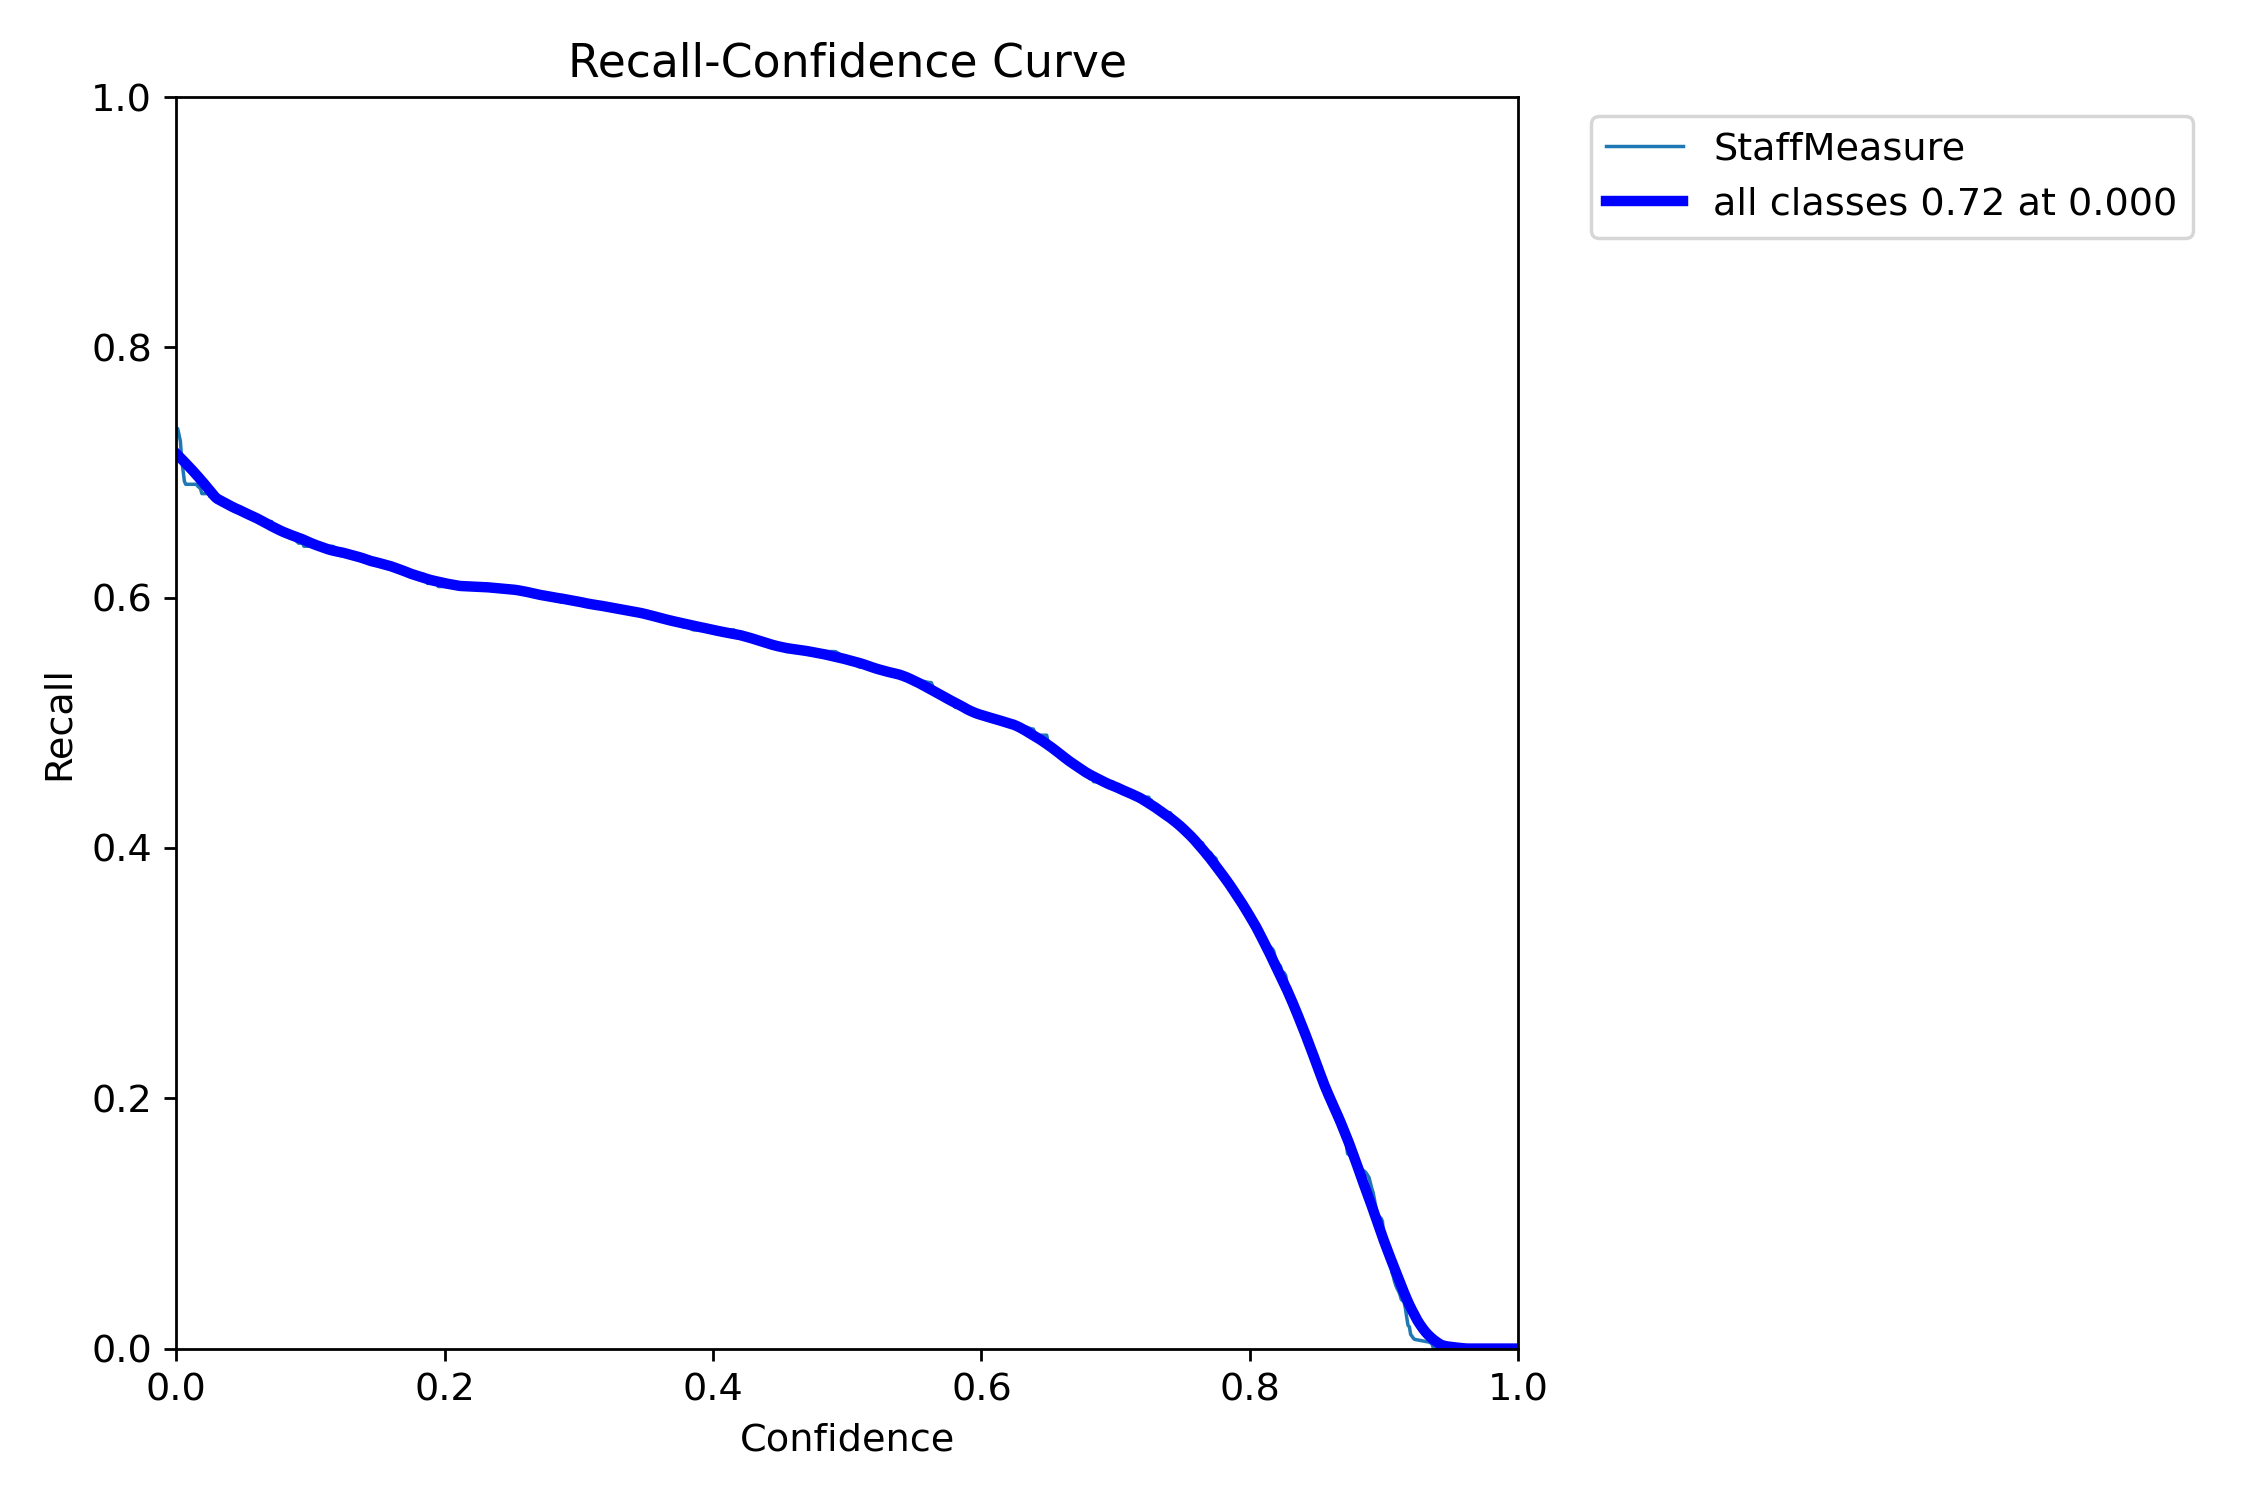 Recall-Confidence Curve
1.0
0.8
0.6
0.4
0.2
0.0
Recall
0.0 0.2 0.4 0.6 0.8 1.0
Confidence
StaffMeasure
all classes 0.72 at 0.000